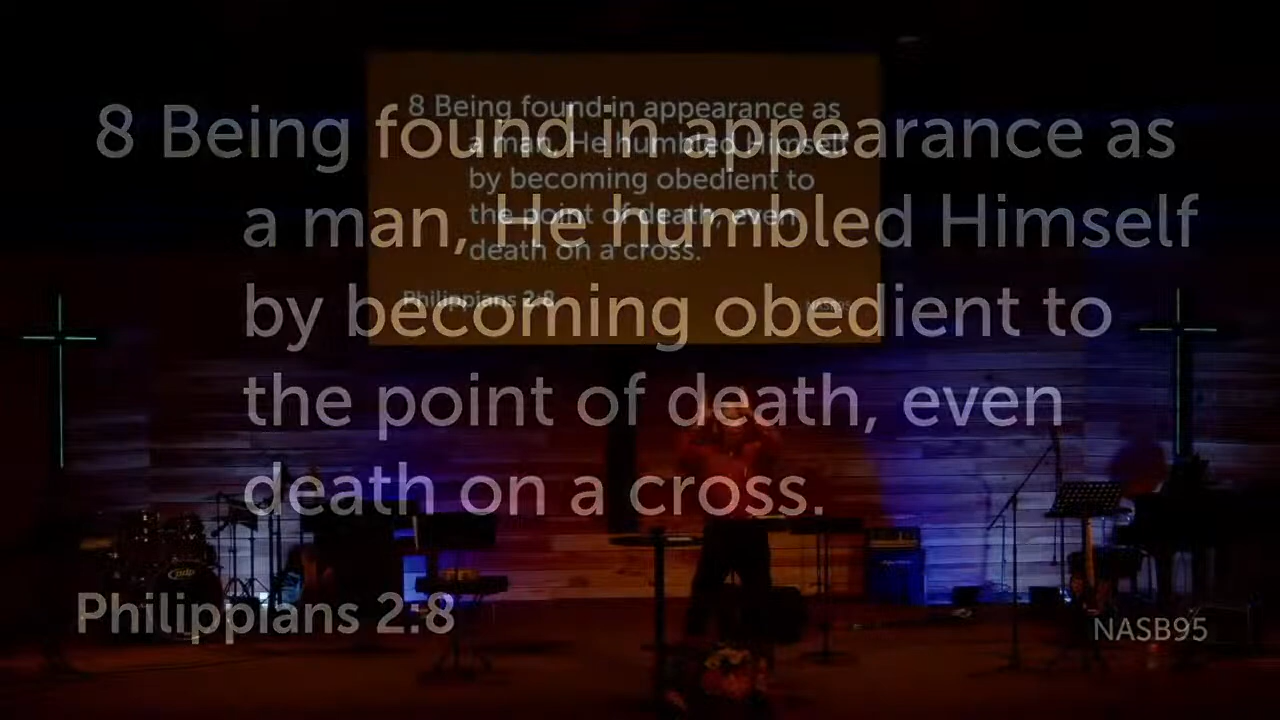 8 Being found in appearance as
a man, He humbled Himself
by becoming obedient to
the point of death, even
death on a cross.
Philippians 2:8
NASB95
8 Being found in appearance as
a man, He humbled Himself
by becoming obedient to
the point of death, even
death on a cross.
Philippians 2:8
NASB95
pdp